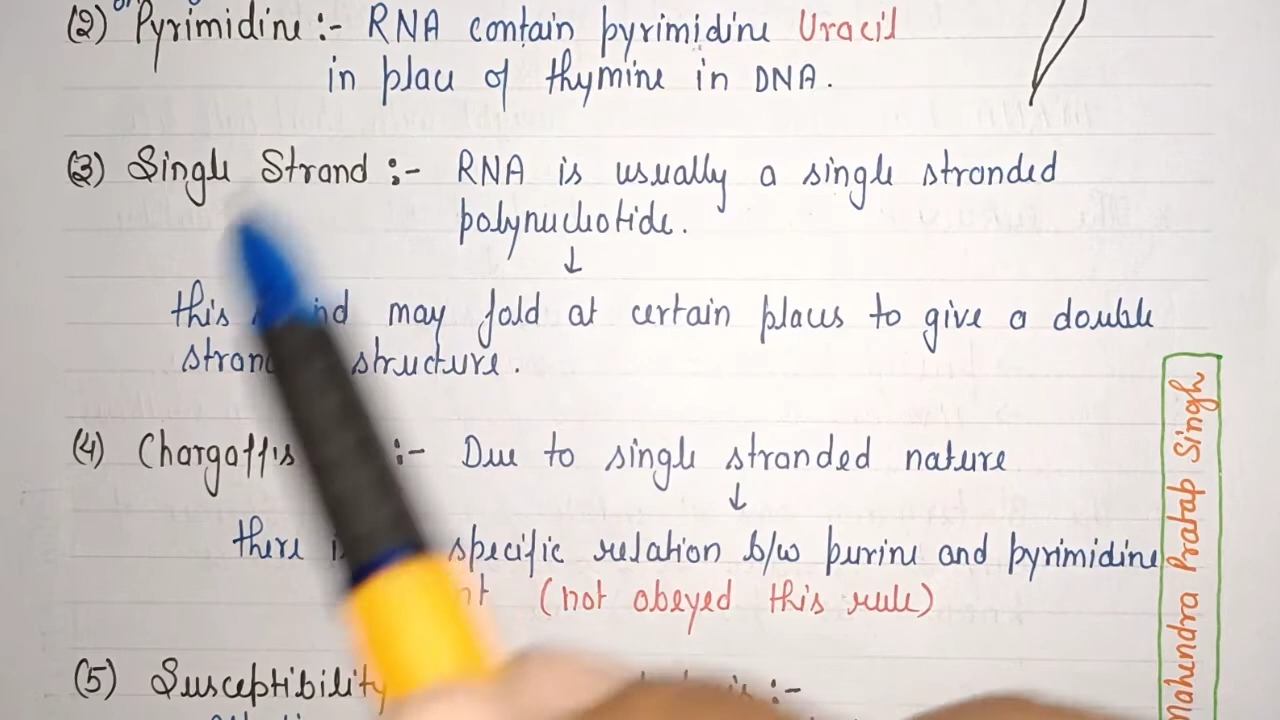 (2) Pyrimidine :- RNA contain pyrimidine Uracil
in place of thymine in DNA.
(3) Single Strand :- RNA is usually a single stranded
polynucleotide.
↓
this may fold at certain places to give a double
structure.
(4) Chargaff's :- Due to single stranded nature
↓
there specific relation b/w purine and pyrimidine
(not obeyed this rule)
(5) Susceptibility :-
Mahendra Pratap Singh